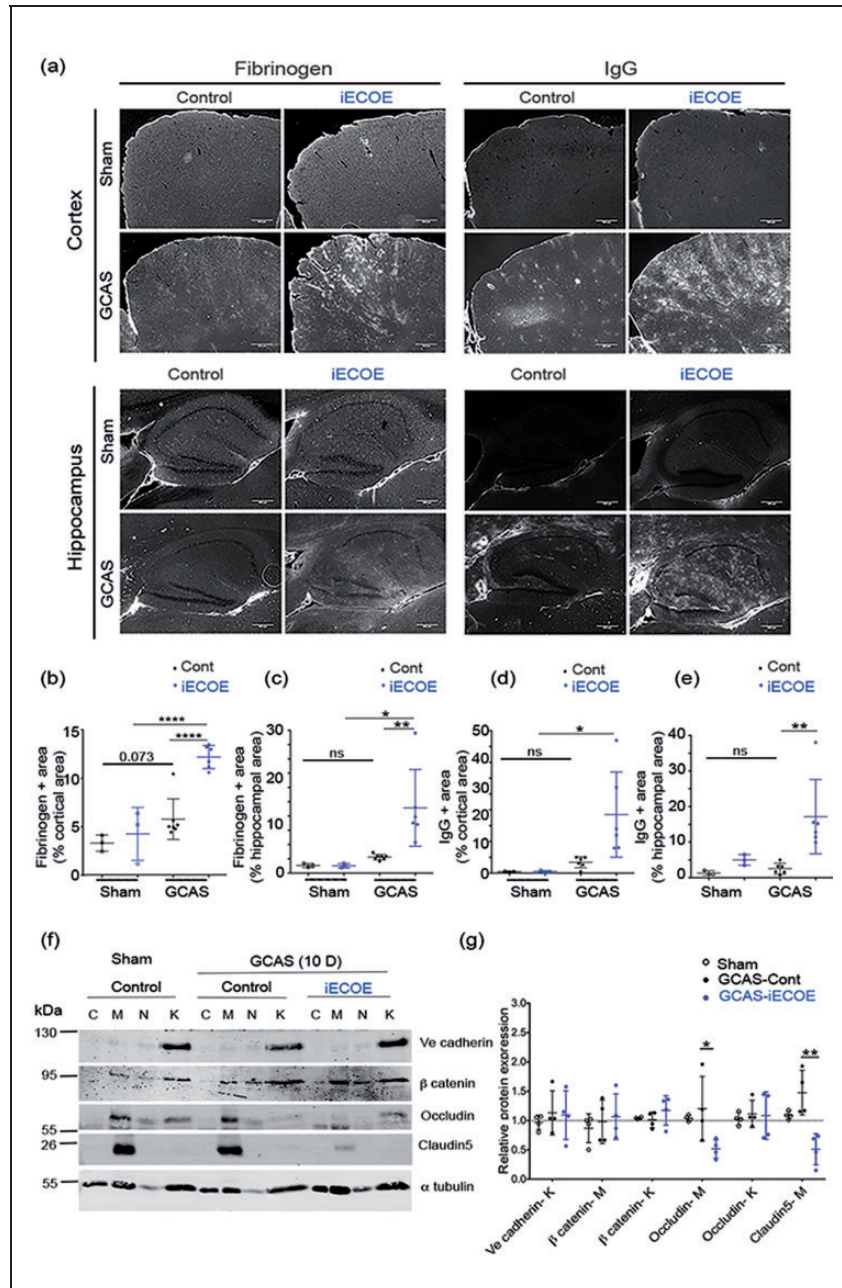 (a)
Fibrinogen IgG
Control iECOE Control iECOE
Cortex
Sham
GCAS
Control iECOE Control iECOE
Hippocampus
Sham
GCAS
(b)
• Cont
• iECOE
Fibrinogen + area
(% cortical area)
15
10
5
0
0.073
****
****
Sham GCAS
(c)
• Cont
• iECOE
Fibrinogen + area
(% hippocampal area)
30
20
10
0
ns
*
**
Sham GCAS
(d)
• Cont
• iECOE
IgG + area
(% cortical area)
50
40
30
20
10
0
ns
*
Sham GCAS
(e)
• Cont
• iECOE
IgG + area
(% hippocampal area)
50
40
30
20
10
0
ns
**
Sham GCAS
(f)
Sham GCAS (10 D)
Control Control iECOE
kDa C M N K C M N K C M N K
130 Ve cadherin
95 β catenin
Occludin
55
26 Claudin5
55 α tubulin
(g)
Sham
GCAS-Cont
GCAS-iECOE
Relative protein expression
3.0
2.5
2.0
1.5
1.0
0.5
0.0
*
**
Ve cadherin- K
β catenin- M
β catenin- K
Occludin- M
Occludin- K
Claudin5- M